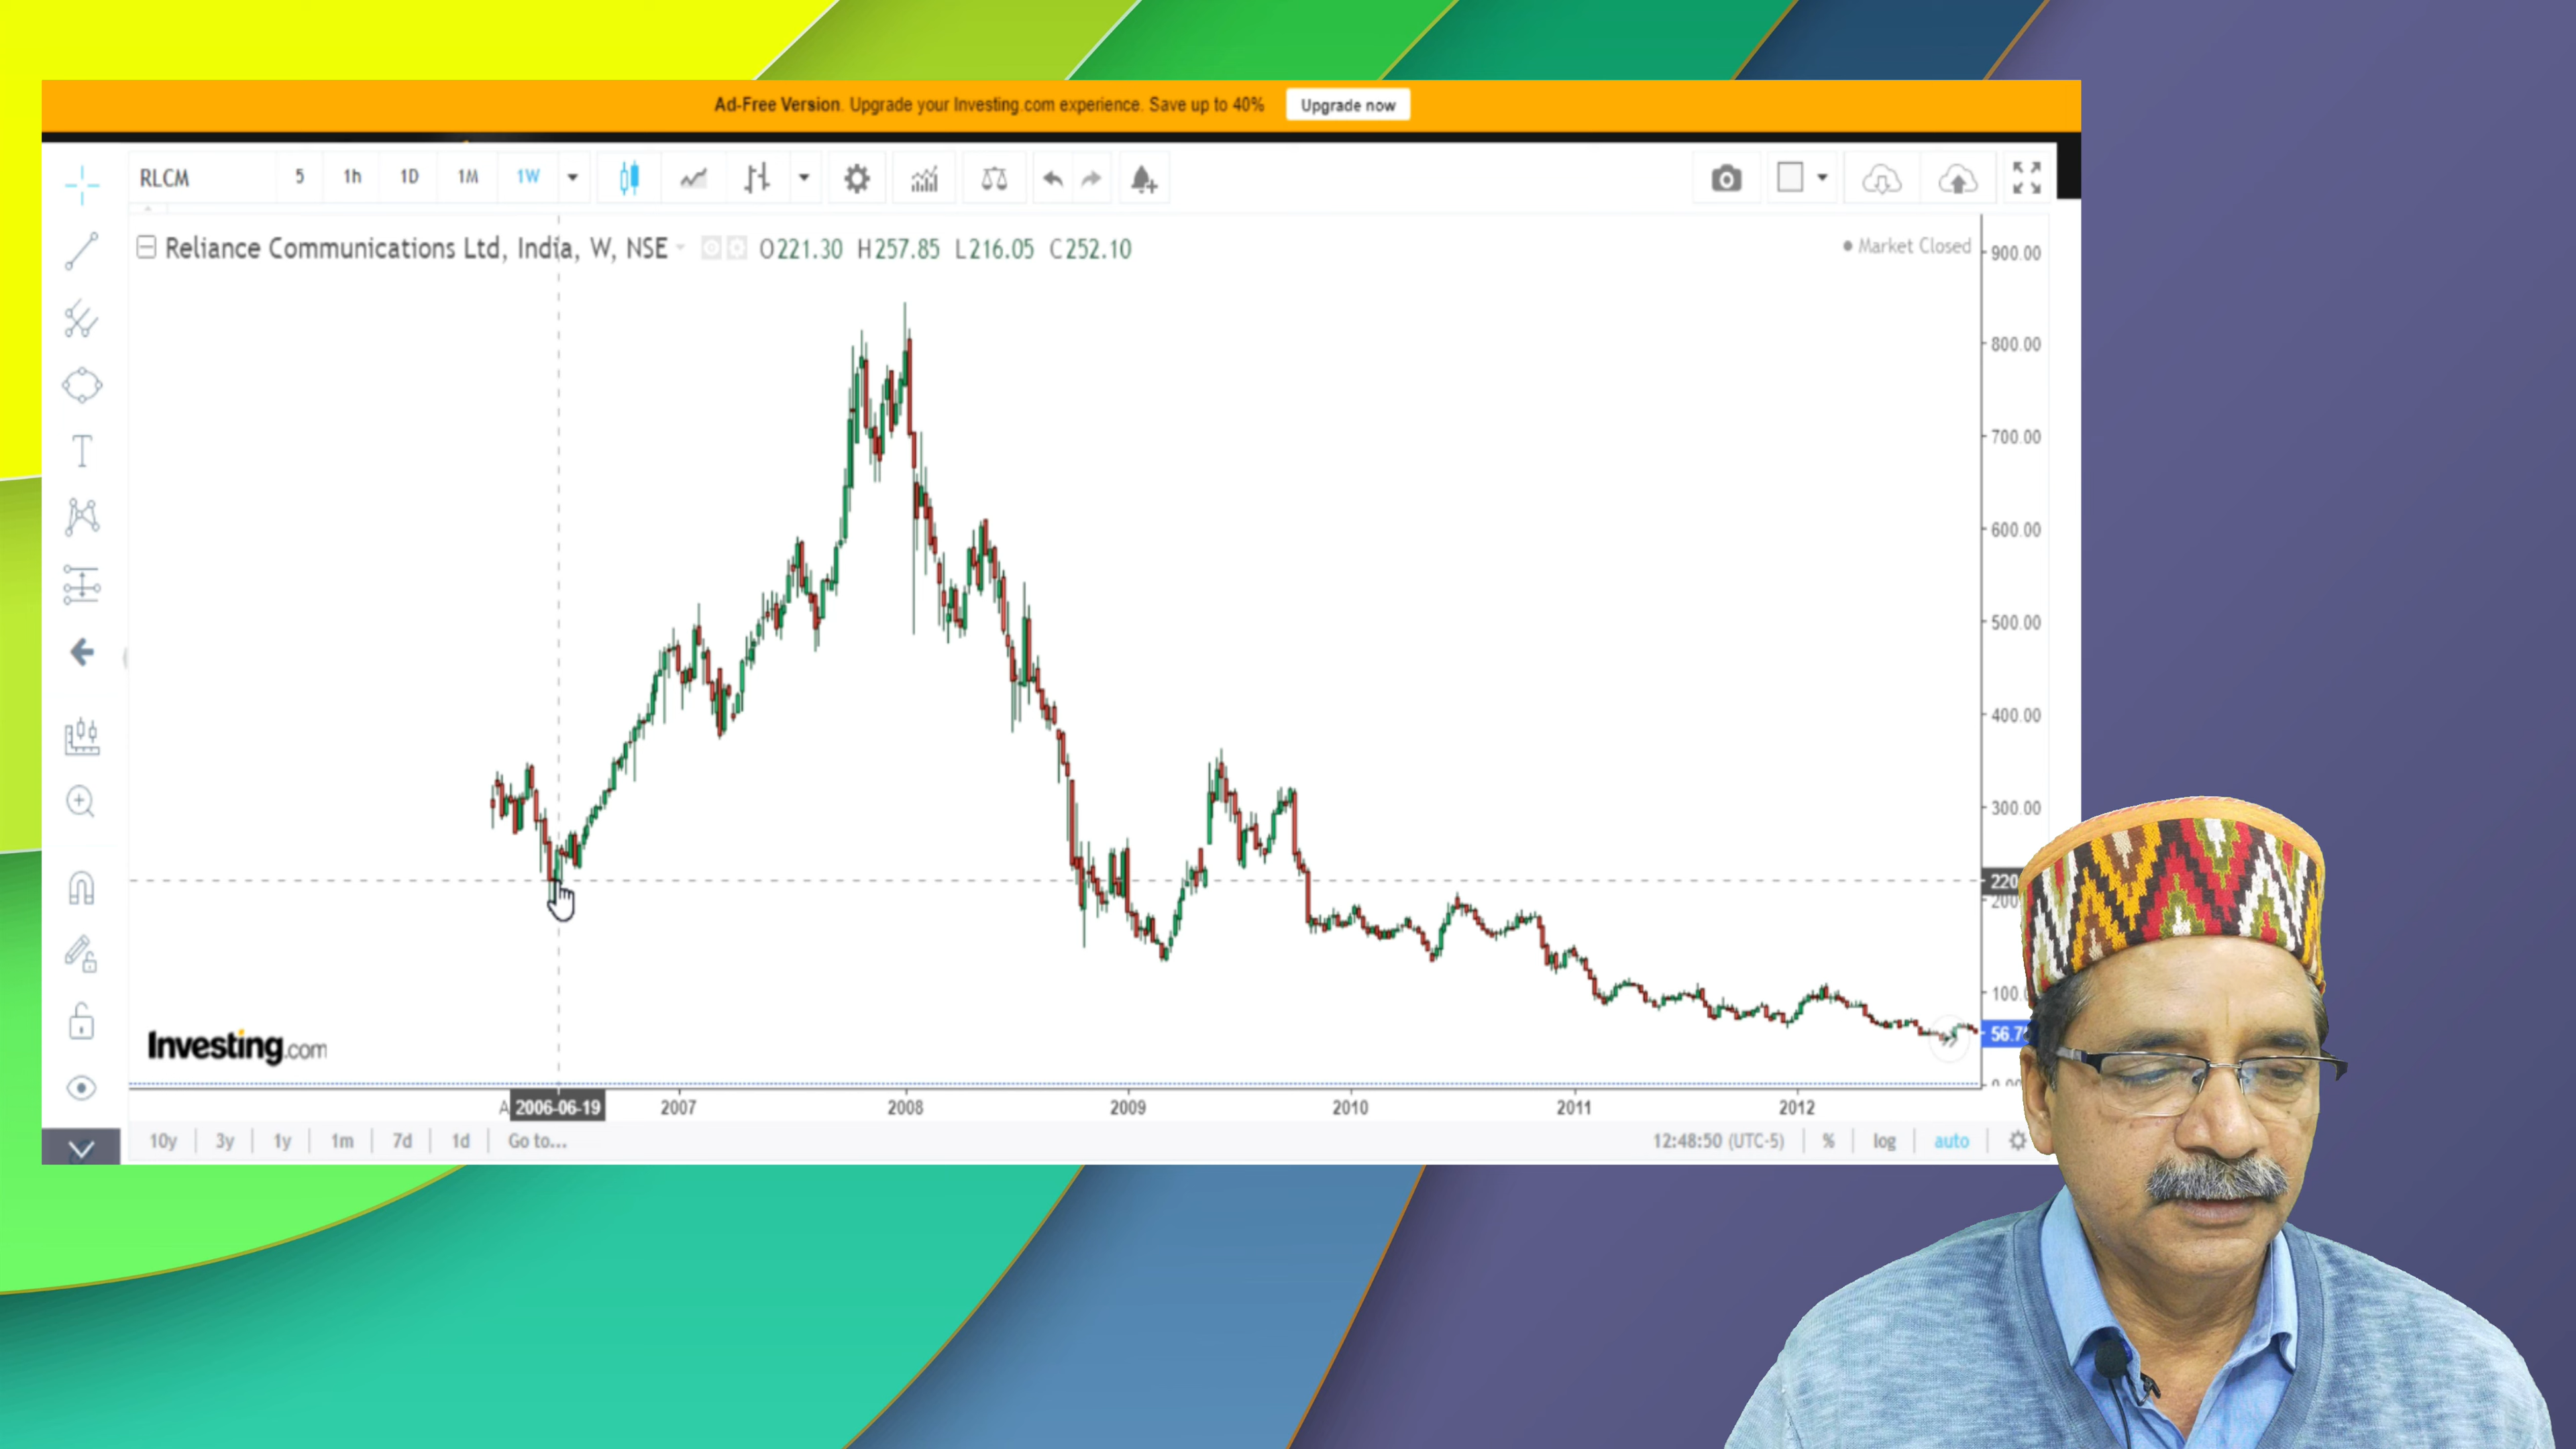 Ad-Free Version. Upgrade your Investing.com experience. Save up to 40% Upgrade now
RLCM 5 1h 1D 1M 1W
Reliance Communications Ltd, India, W, NSE O221.30 H257.85 L216.05 C252.10
Market Closed
900.00
800.00
700.00
600.00
500.00
400.00
300.00
220
200
100.0
56.7
Investing.com
A 2006-06-19 2007 2008 2009 2010 2011 2012
10y 3y 1y 1m 7d 1d Go to... 12:48:50 (UTC-5) % log auto